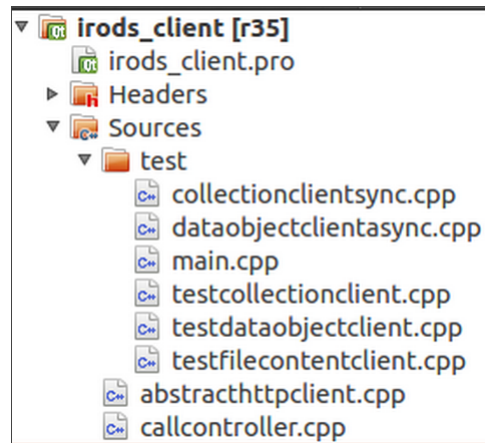 irods_client [r35]
irods_client.pro
Headers
Sources
test
collectionclientsync.cpp
dataobjectclientasync.cpp
main.cpp
testcollectionclient.cpp
testdataobjectclient.cpp
testfilecontentclient.cpp
abstracthttpclient.cpp
callcontroller.cpp